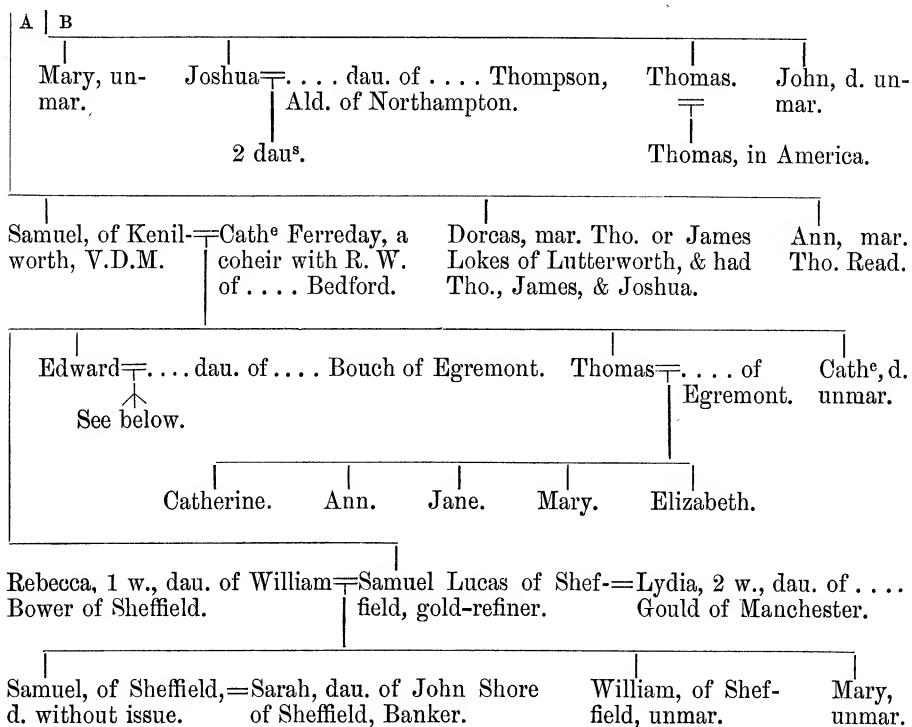 A | B
Mary, un-
mar.
Joshua=. . . . dau. of . . . . Thompson,
Ald. of Northampton.
Thomas.
John, d. un-
mar.
2 dauˢ.
Thomas, in America.
Samuel, of Kenil-
worth, V.D.M.
=Cathᵉ Ferreday, a
coheir with R. W.
of . . . . Bedford.
Dorcas, mar. Tho. or James
Lokes of Lutterworth, & had
Tho., James, & Joshua.
Ann, mar.
Tho. Read.
Edward=. . . . dau. of . . . . Bouch of Egremont.
See below.
Thomas=. . . . of
Egremont.
Cathᵉ, d.
unmar.
Catherine. Ann. Jane. Mary. Elizabeth.
Rebecca, 1 w., dau. of William
Bower of Sheffield.
=Samuel Lucas of Shef-
field, gold-refiner.
=Lydia, 2 w., dau. of . . . .
Gould of Manchester.
Samuel, of Sheffield,
d. without issue.
=Sarah, dau. of John Shore
of Sheffield, Banker.
William, of Shef-
field, unmar.
Mary,
unmar.